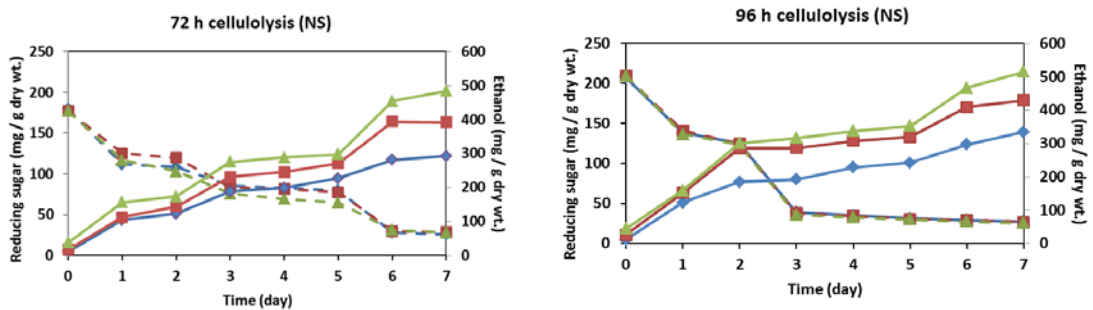 72 h cellulolysis (NS)
250
200
150
100
50
0
600
500
400
300
200
100
0
0 1 2 3 4 5 6 7
Reducing sugar (mg / g dry wt.)
Ethanol (mg / g dry wt.)
Time (day)
96 h cellulolysis (NS)
250
200
150
100
50
0
600
500
400
300
200
100
0
0 1 2 3 4 5 6 7
Reducing sugar (mg / g dry wt.)
Ethanol (mg / g dry wt.)
Time (day)